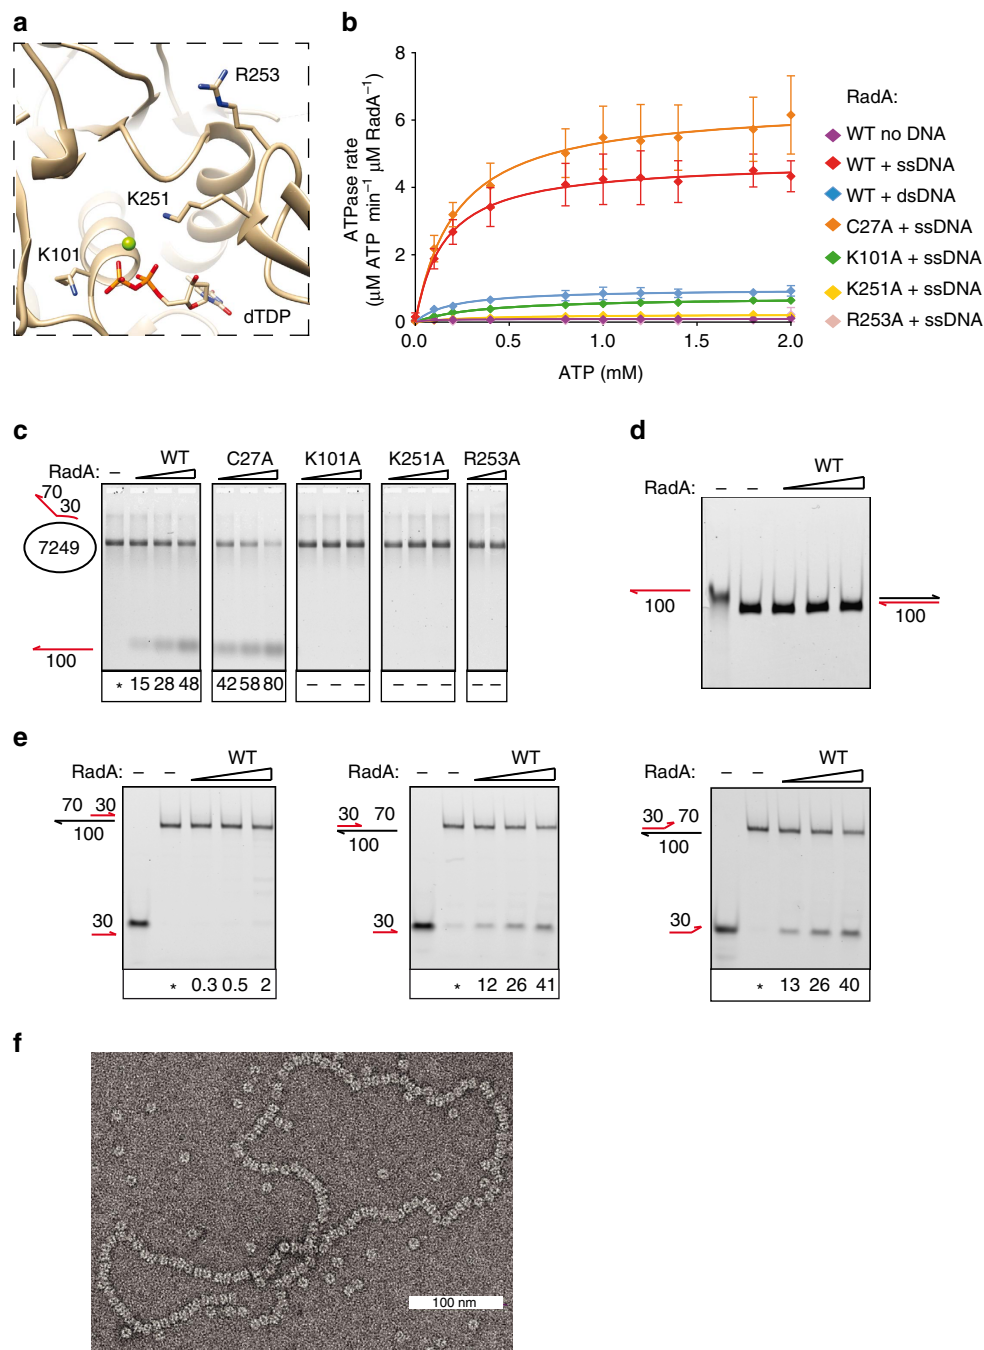 a
R253
K251
K101
dTDP
b
ATPase rate
(µM ATP min⁻¹ µM RadA⁻¹)
8
6
4
2
0
0.0 0.5 1.0 1.5 2.0
ATP (mM)
RadA:
WT no DNA
WT + ssDNA
WT + dsDNA
C27A + ssDNA
K101A + ssDNA
K251A + ssDNA
R253A + ssDNA
c
RadA: – WT C27A K101A K251A R253A
70
30
7249
100
* 15 28 48 42 58 80 – – – – – – – –
d
WT
RadA: – –
100
100
e
WT
RadA: – –
70 30
100
30
* 0.3 0.5 2
WT
RadA: – –
30 70
100
30
* 12 26 41
WT
RadA: – –
30 70
100
30
* 13 26 40
f
100 nm